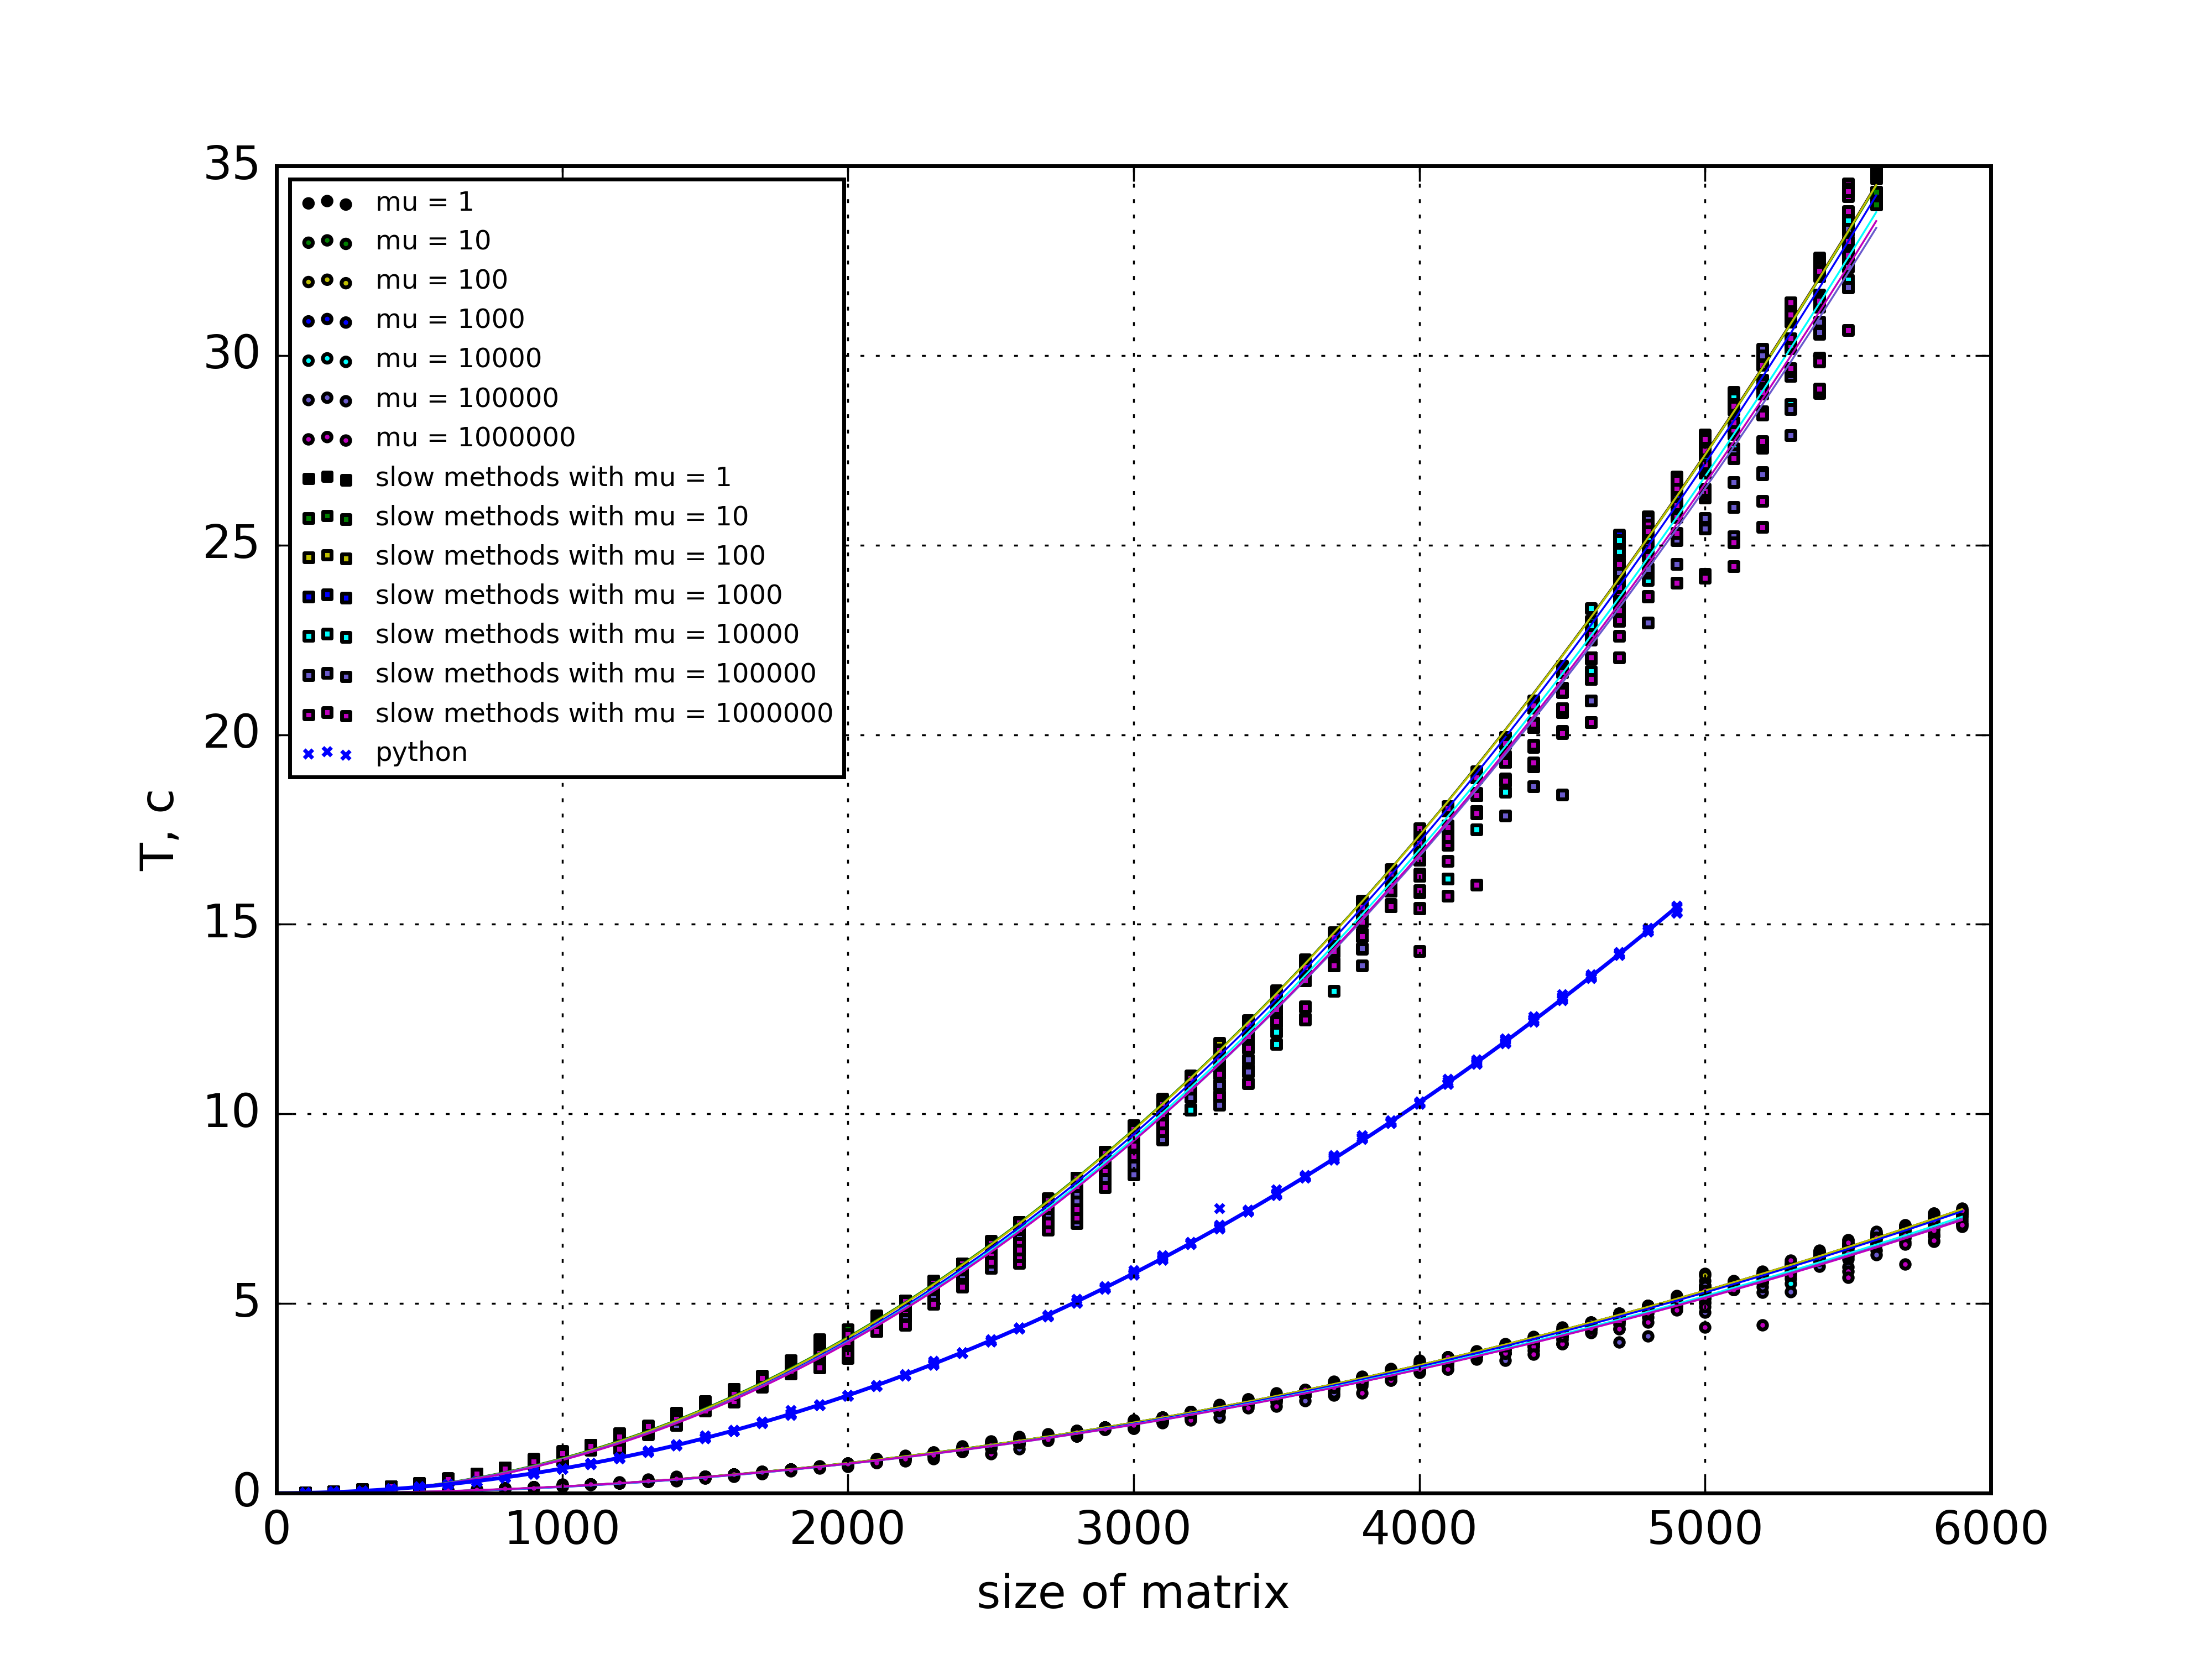 35
30
25
20
15
10
5
0
T, c
mu = 1
mu = 10
mu = 100
mu = 1000
mu = 10000
mu = 100000
mu = 1000000
slow methods with mu = 1
slow methods with mu = 10
slow methods with mu = 100
slow methods with mu = 1000
slow methods with mu = 10000
slow methods with mu = 100000
slow methods with mu = 1000000
python
0 1000 2000 3000 4000 5000 6000
size of matrix